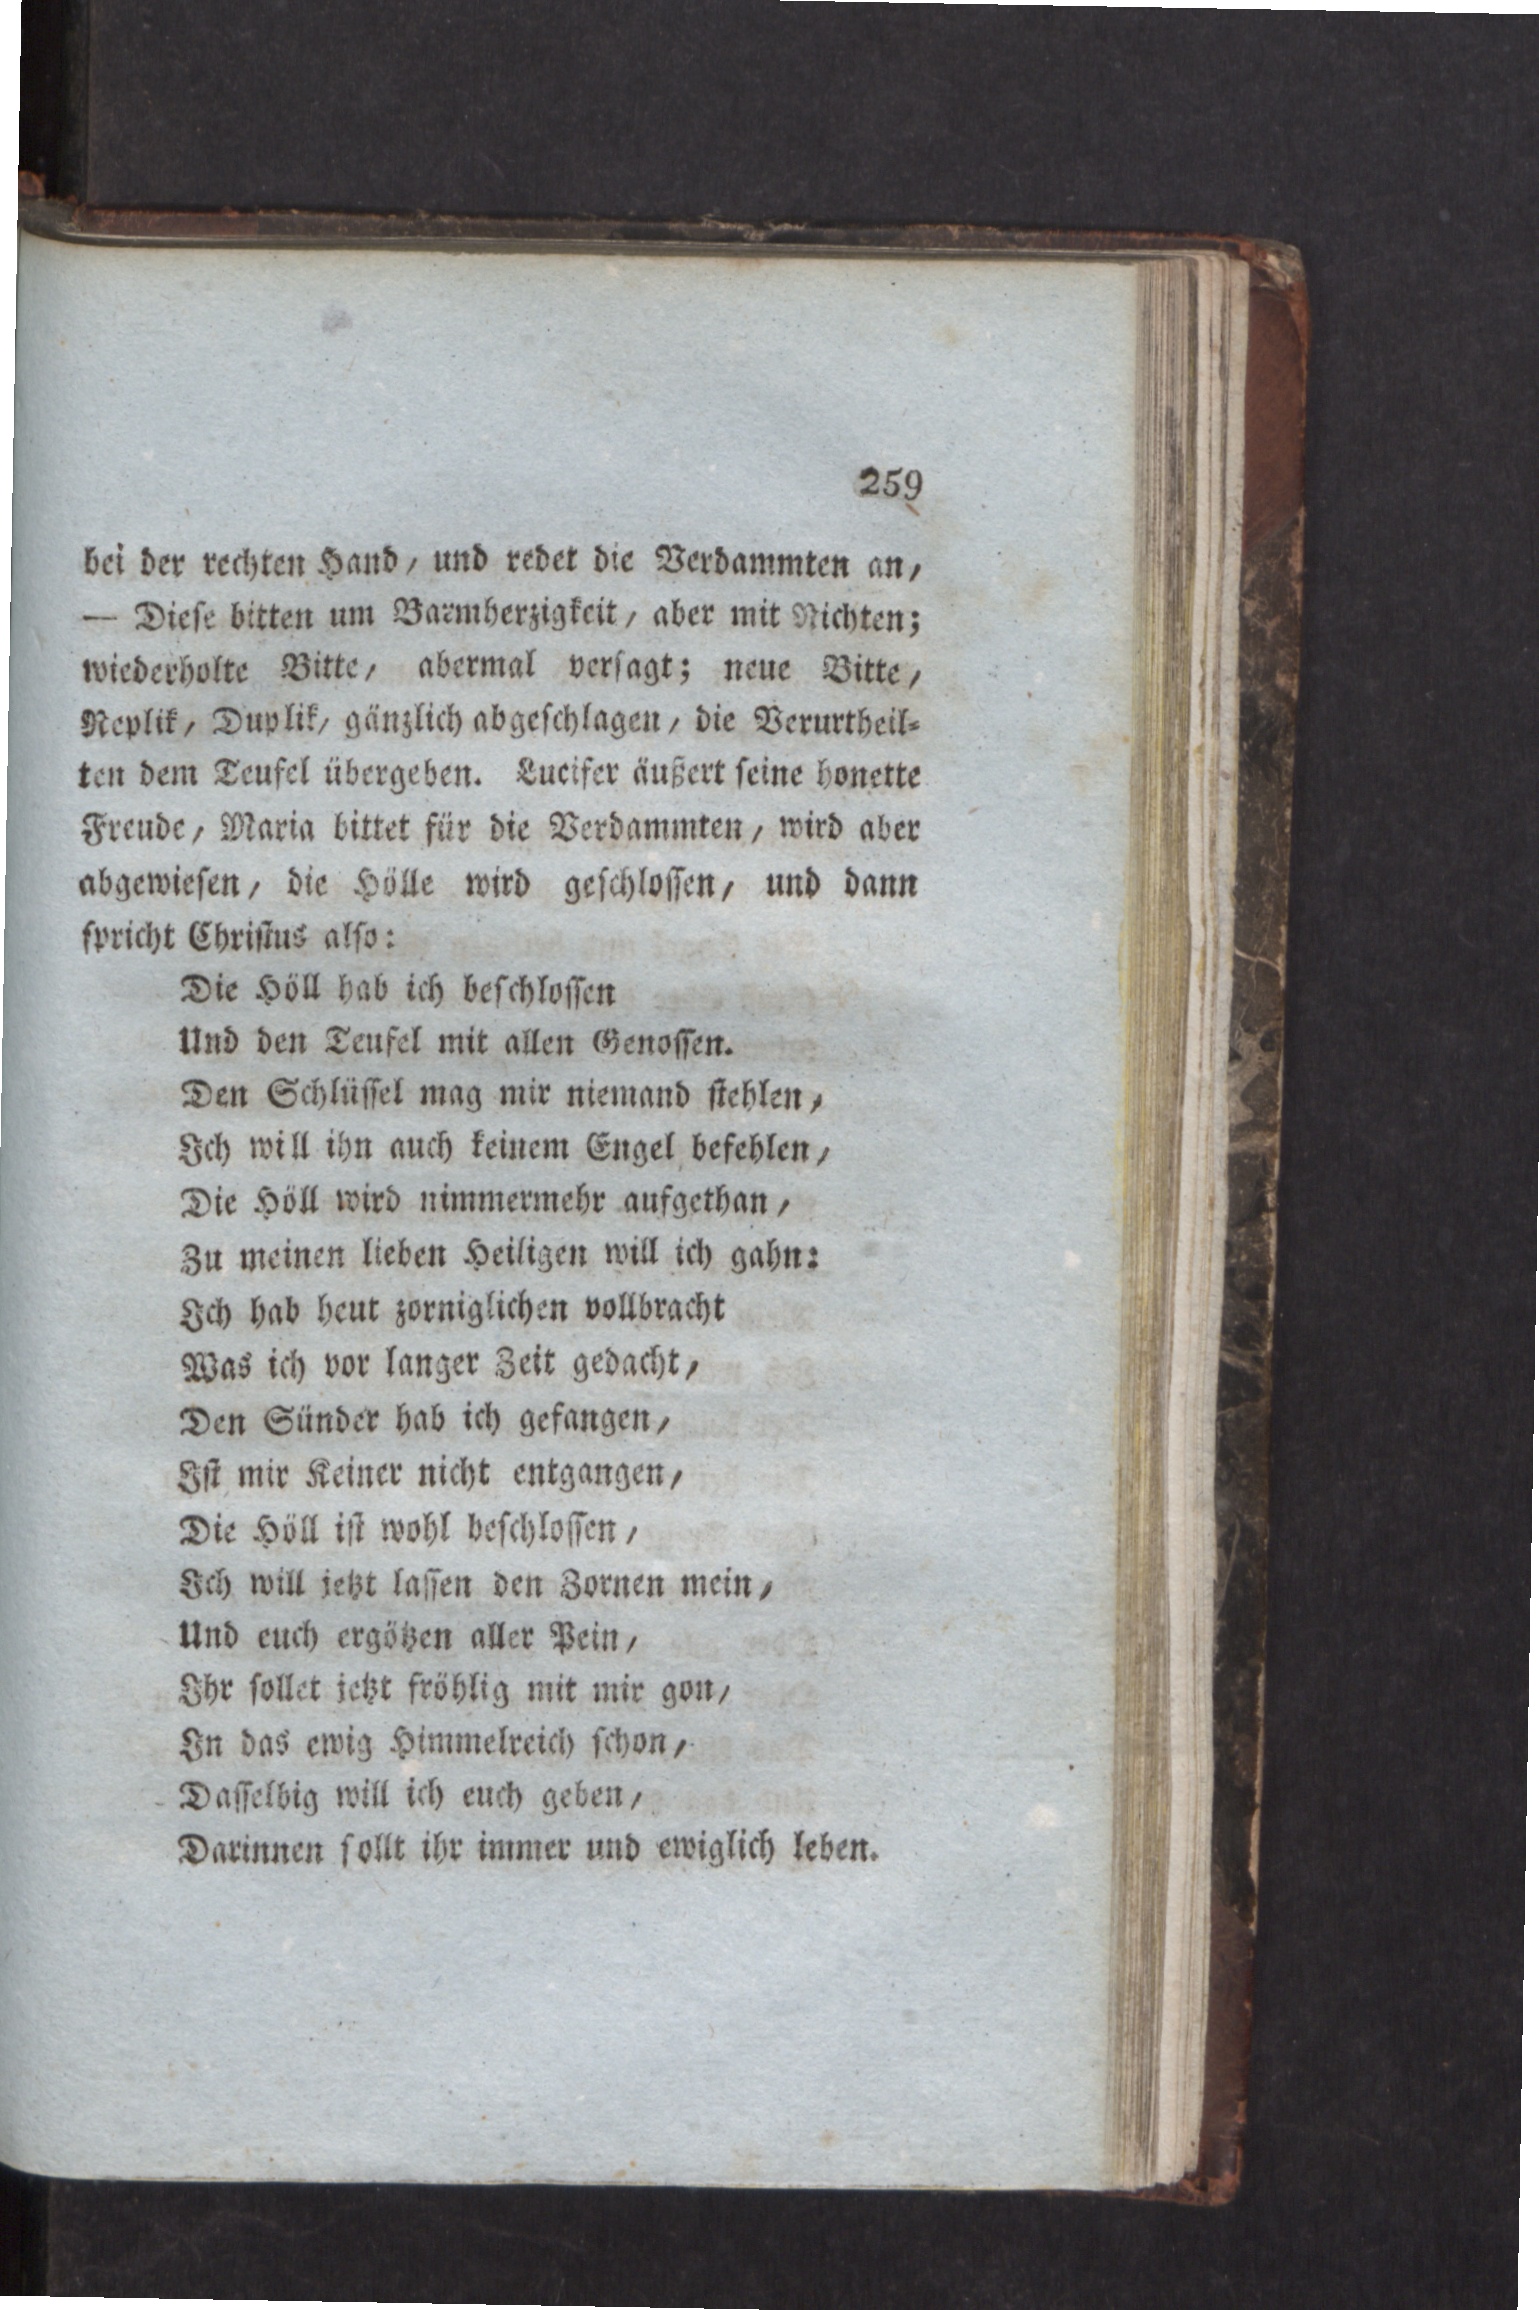 259
bei der rechten Hand, und redet die Verdammten an,
— Diese bitten um Barmherzigkeit, aber mit Nichten;
wiederholte Bitte, abermal versagt; neue Bitte,
Replik, Duplik, gänzlich abgeschlagen, die Verurtheil-
ten dem Teufel übergeben. Lucifer äußert seine honette
Freude, Maria bittet für die Verdammten, wird aber
abgewiesen, die Hölle wird geschlossen, und dann
spricht Christus also:
Die Höll hab ich beschlossen
Und den Teufel mit allen Genossen.
Den Schlüssel mag mir niemand stehlen,
Ich will ihn auch keinem Engel befehlen,
Die Höll wird nimmermehr aufgethan,
Zu meinen lieben Heiligen will ich gahn:
Ich hab heut zorniglichen vollbracht
Was ich vor langer Zeit gedacht,
Den Sünder hab ich gefangen,
Ist mir Keiner nicht entgangen,
Die Höll ist wohl beschlossen,
Ich will jetzt lassen den Zornen mein,
Und euch ergötzen aller Pein,
Ihr sollet jetzt fröhlig mit mir gon,
In das ewig Himmelreich schon,
Dasselbig will ich euch geben,
Darinnen sollt ihr immer und ewiglich leben.